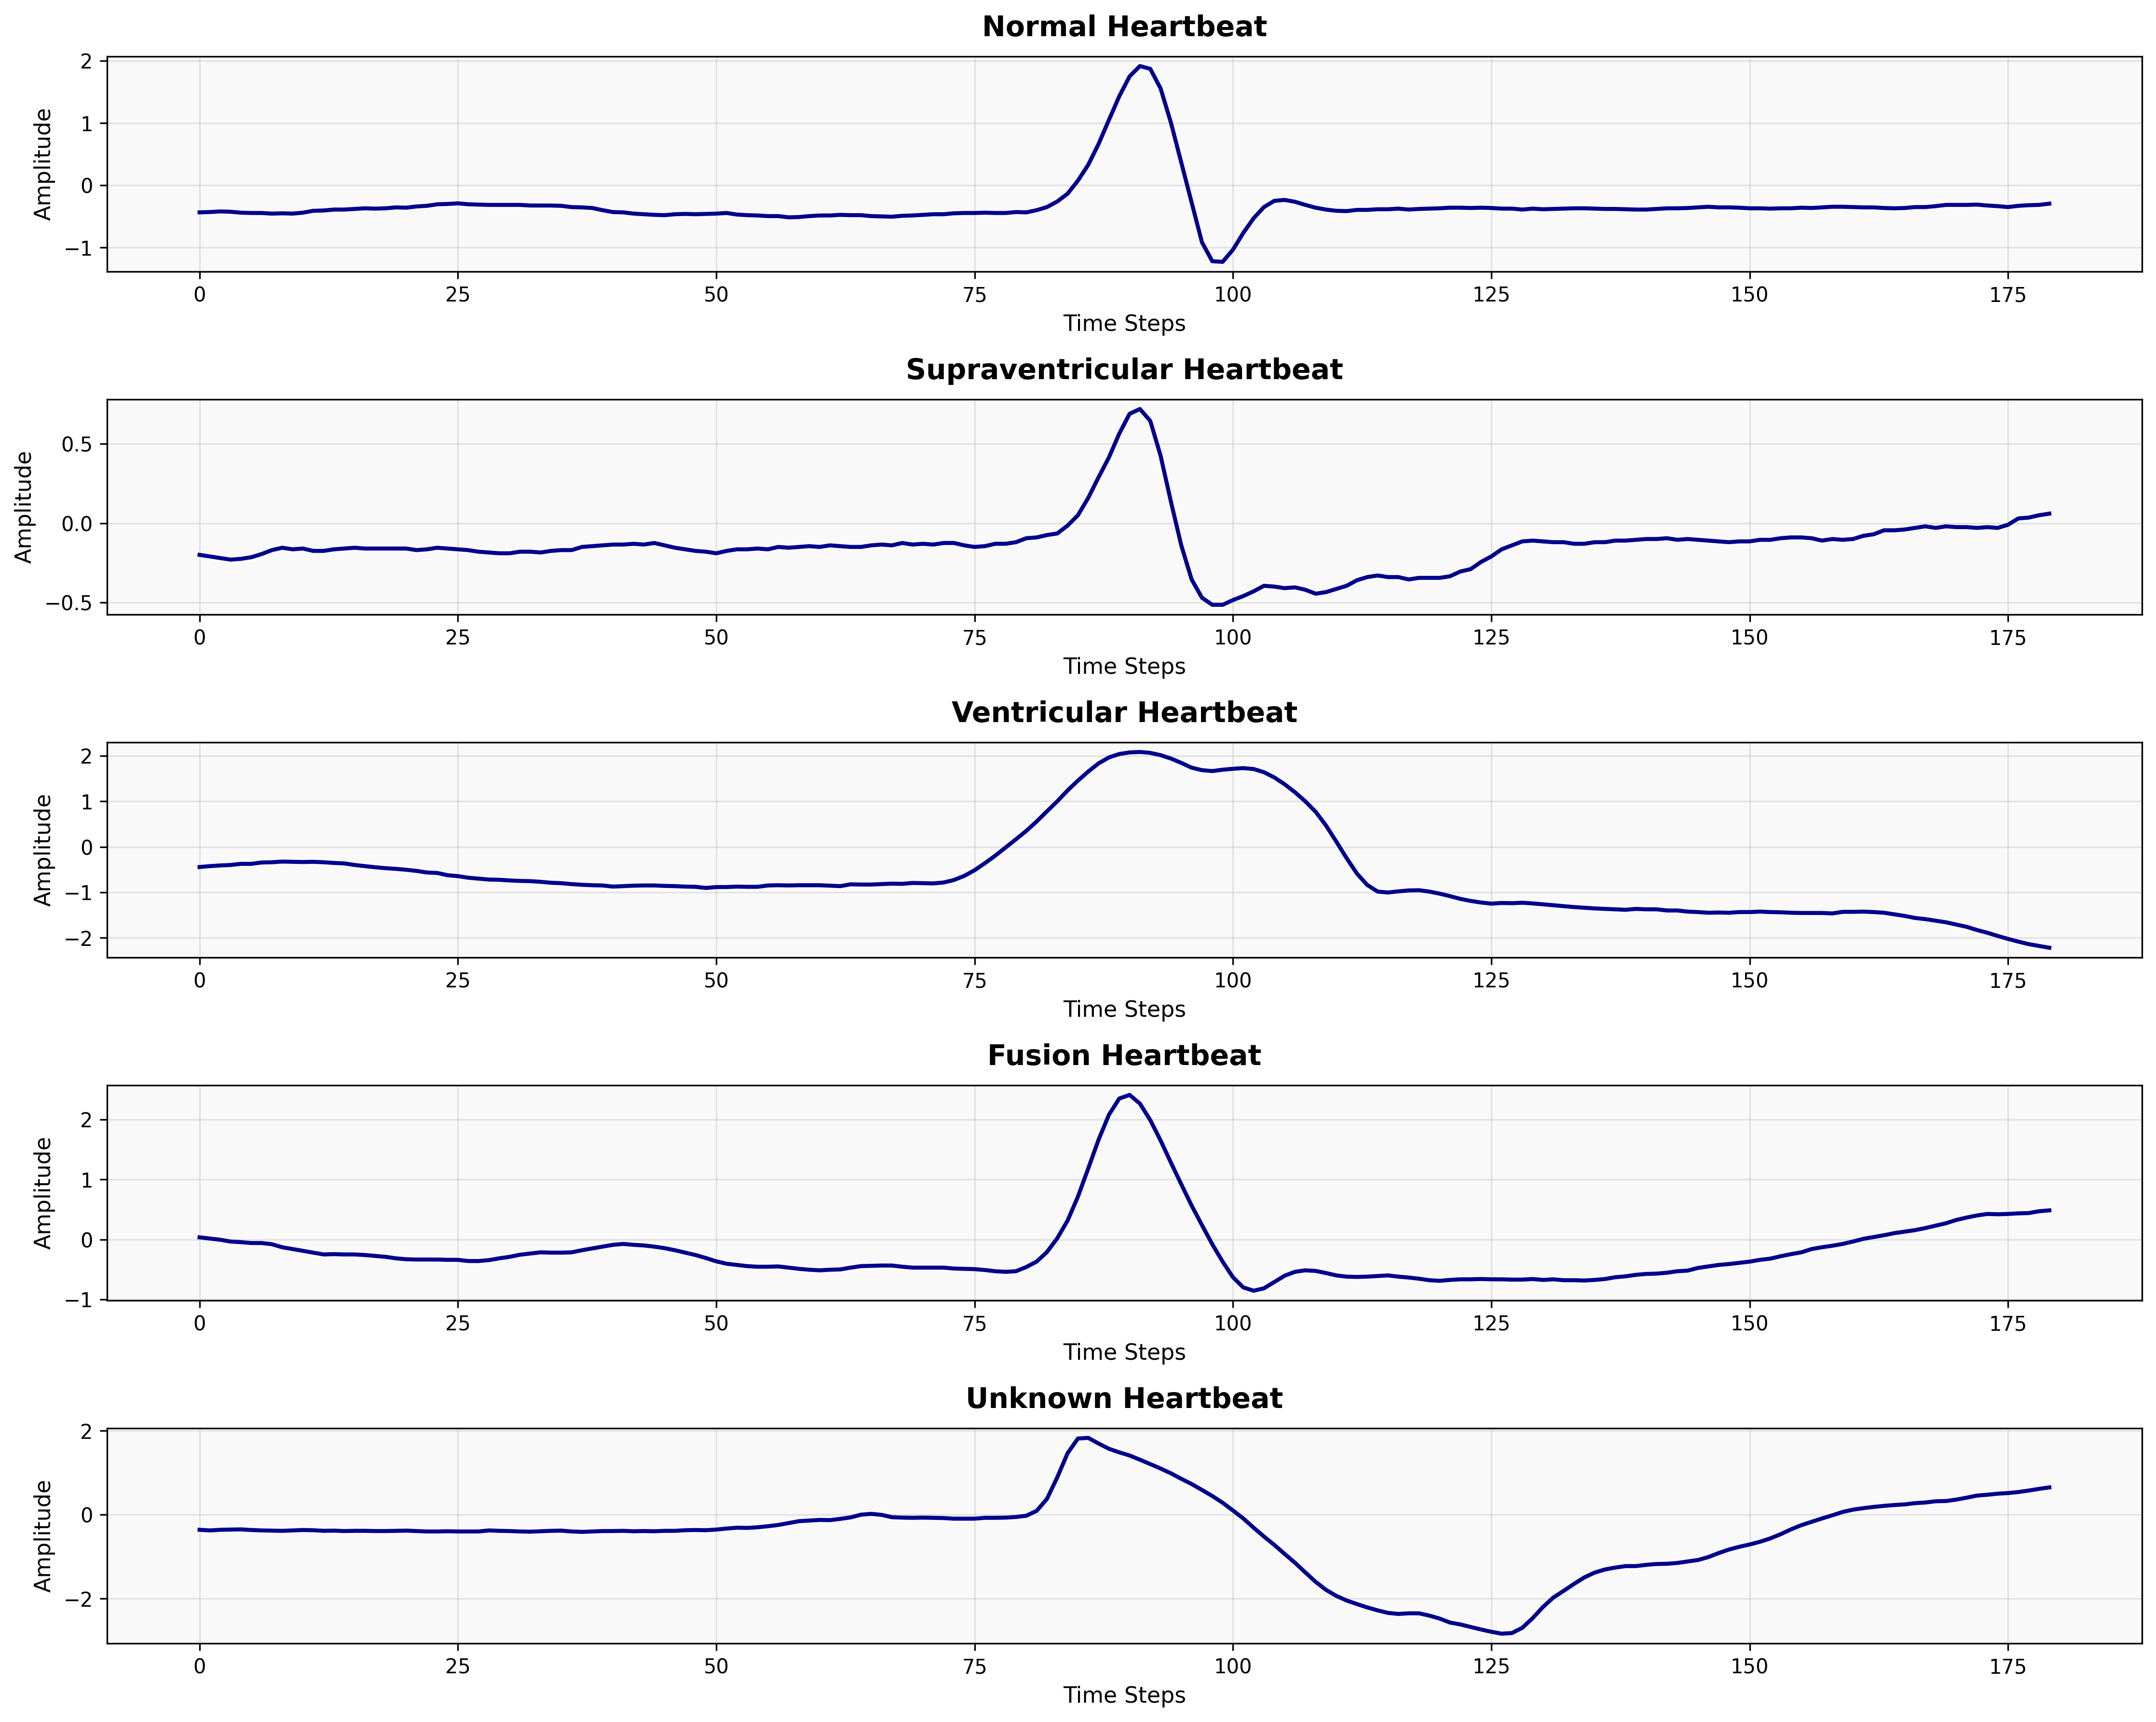 Normal Heartbeat
2
1
0
−1
Amplitude
0 25 50 75 100 125 150 175
Time Steps
Supraventricular Heartbeat
0.5
0.0
−0.5
Amplitude
0 25 50 75 100 125 150 175
Time Steps
Ventricular Heartbeat
2
1
0
−1
−2
Amplitude
0 25 50 75 100 125 150 175
Time Steps
Fusion Heartbeat
2
1
0
−1
Amplitude
0 25 50 75 100 125 150 175
Time Steps
Unknown Heartbeat
2
0
−2
Amplitude
0 25 50 75 100 125 150 175
Time Steps